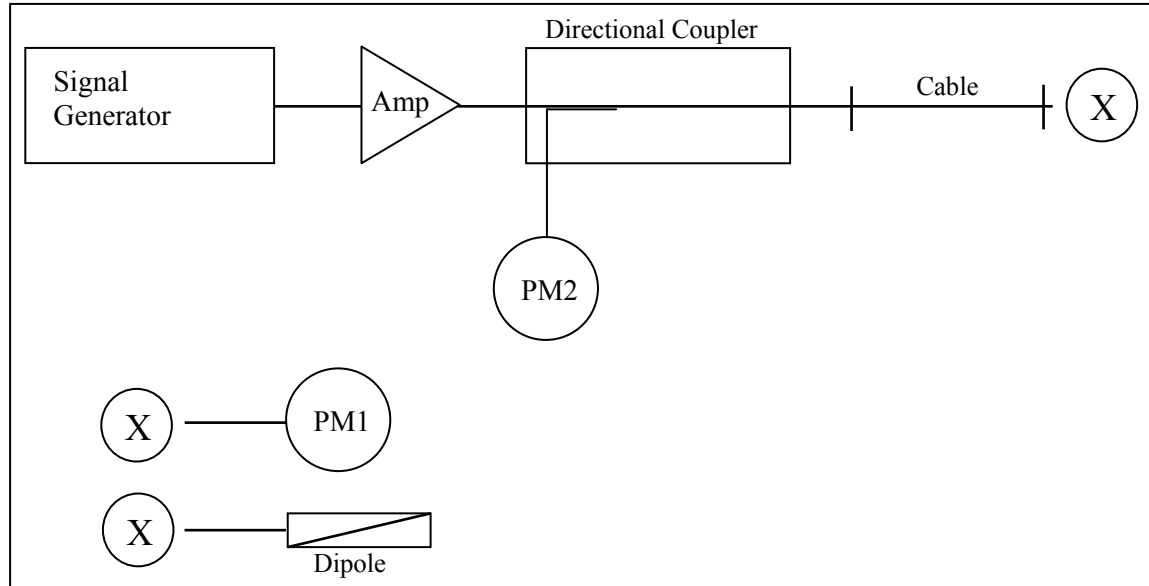 Directional Coupler
Signal
Generator
Amp
Cable
X
PM2
X
PM1
X
Dipole